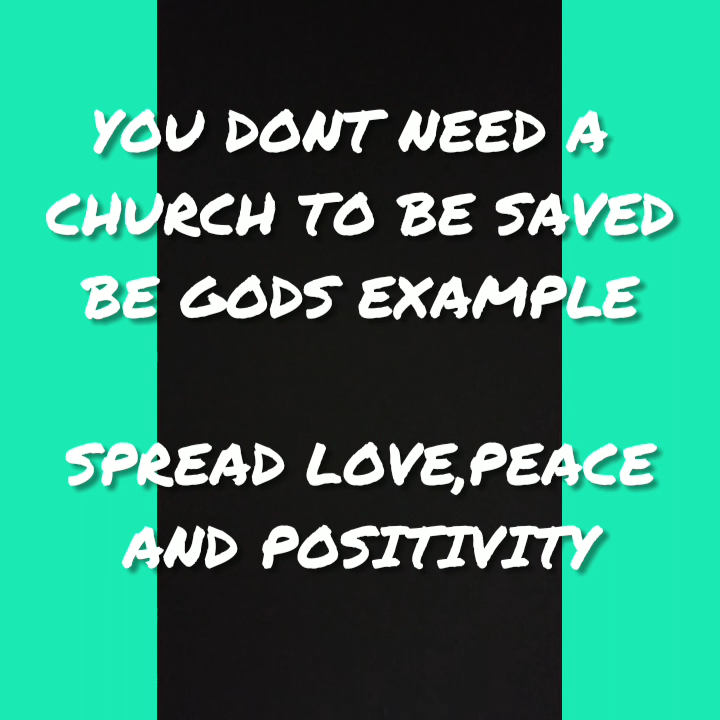 YOU DONT NEED A
CHURCH TO BE SAVED
BE GODS EXAMPLE
SPREAD LOVE,PEACE
AND POSITIVITY